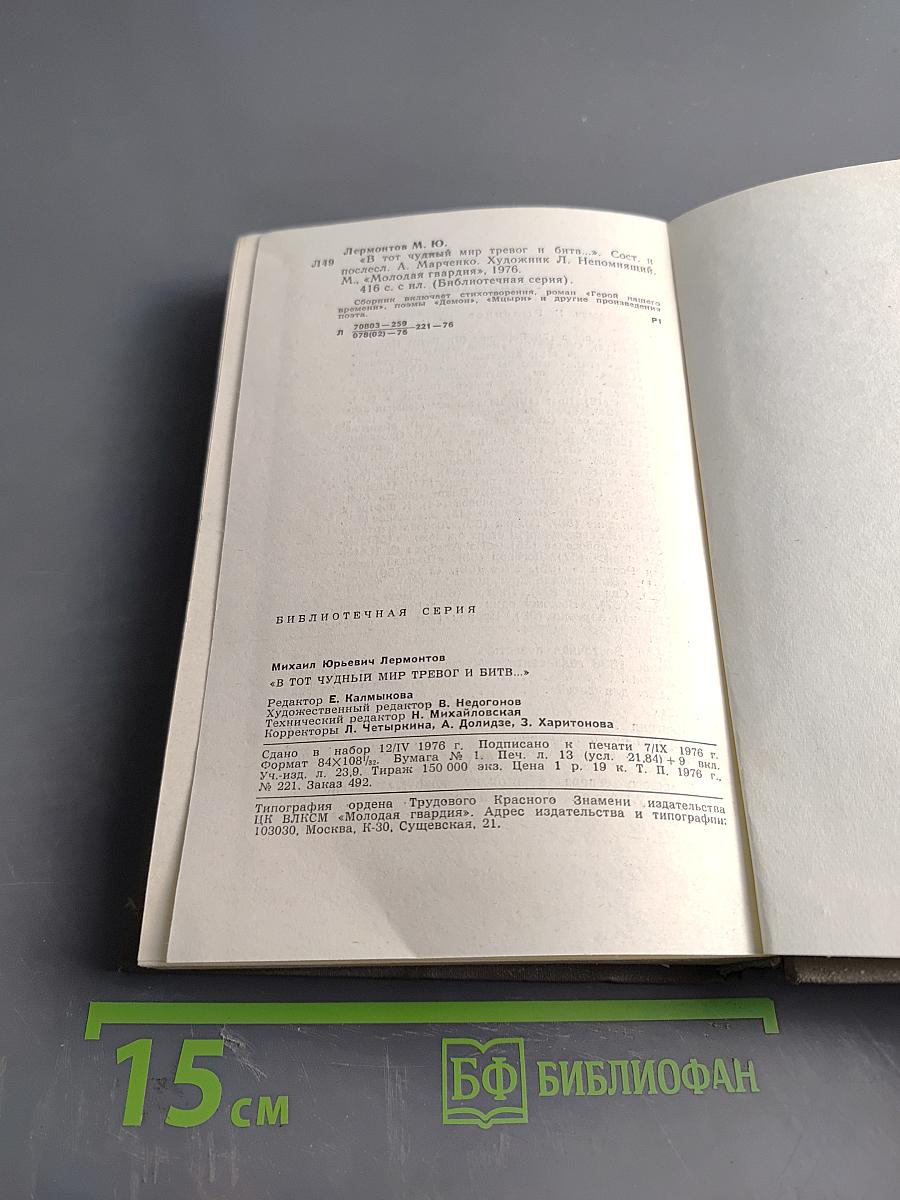 Лермонтов М. Ю.
Л49 «В тот чудный мир тревог и битв...». Сост. и
послесл. А. Марченко. Художник Л. Непомнящий.
М., «Молодая гвардия», 1976.
416 с. с ил. (Библиотечная серия).
Сборник включает стихотворения, роман «Герой нашего
времени», поэмы «Демон», «Мцыри» и другие произведения
поэта.
Л 70803—259 / 078(02)—76 221—76 Р1
БИБЛИОТЕЧНАЯ СЕРИЯ
Михаил Юрьевич Лермонтов
«В ТОТ ЧУДНЫЙ МИР ТРЕВОГ И БИТВ...»
Редактор Е. Калмыкова
Художественный редактор В. Недогонов
Технический редактор Н. Михайловская
Корректоры Л. Четыркина, А. Долидзе, З. Харитонова
Сдано в набор 12/IV 1976 г. Подписано к печати 7/IX 1976 г.
Формат 84×108¹/₃₂. Бумага № 1. Печ. л. 13 (усл. 21,84) + 9 вкл.
Уч.-изд. л. 23,9. Тираж 150 000 экз. Цена 1 р. 19 к. Т. П. 1976 г.,
№ 221. Заказ 492.
Типография ордена Трудового Красного Знамени издательства
ЦК ВЛКСМ «Молодая гвардия». Адрес издательства и типографии:
103030, Москва, К-30, Сущевская, 21.
15 см
БФ БИБЛИОФАН